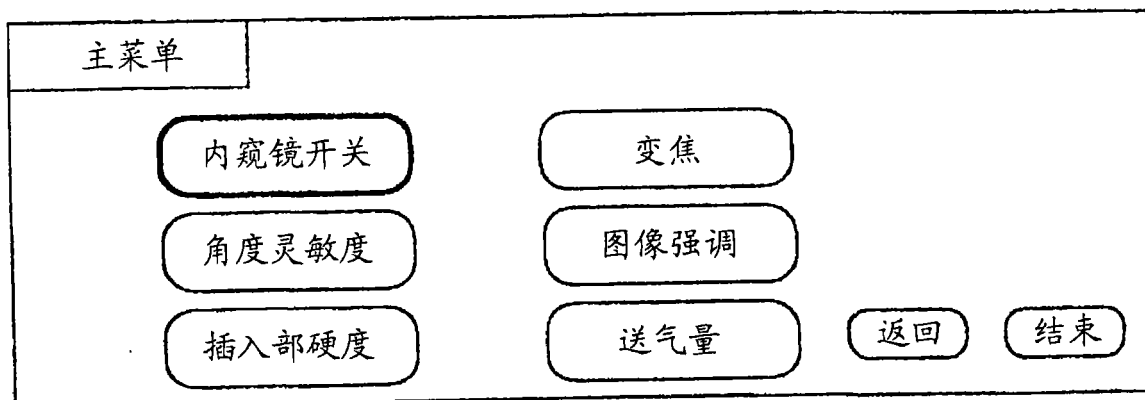 主菜单
内窥镜开关
变焦
角度灵敏度
图像强调
插入部硬度
送气量
返回
结束